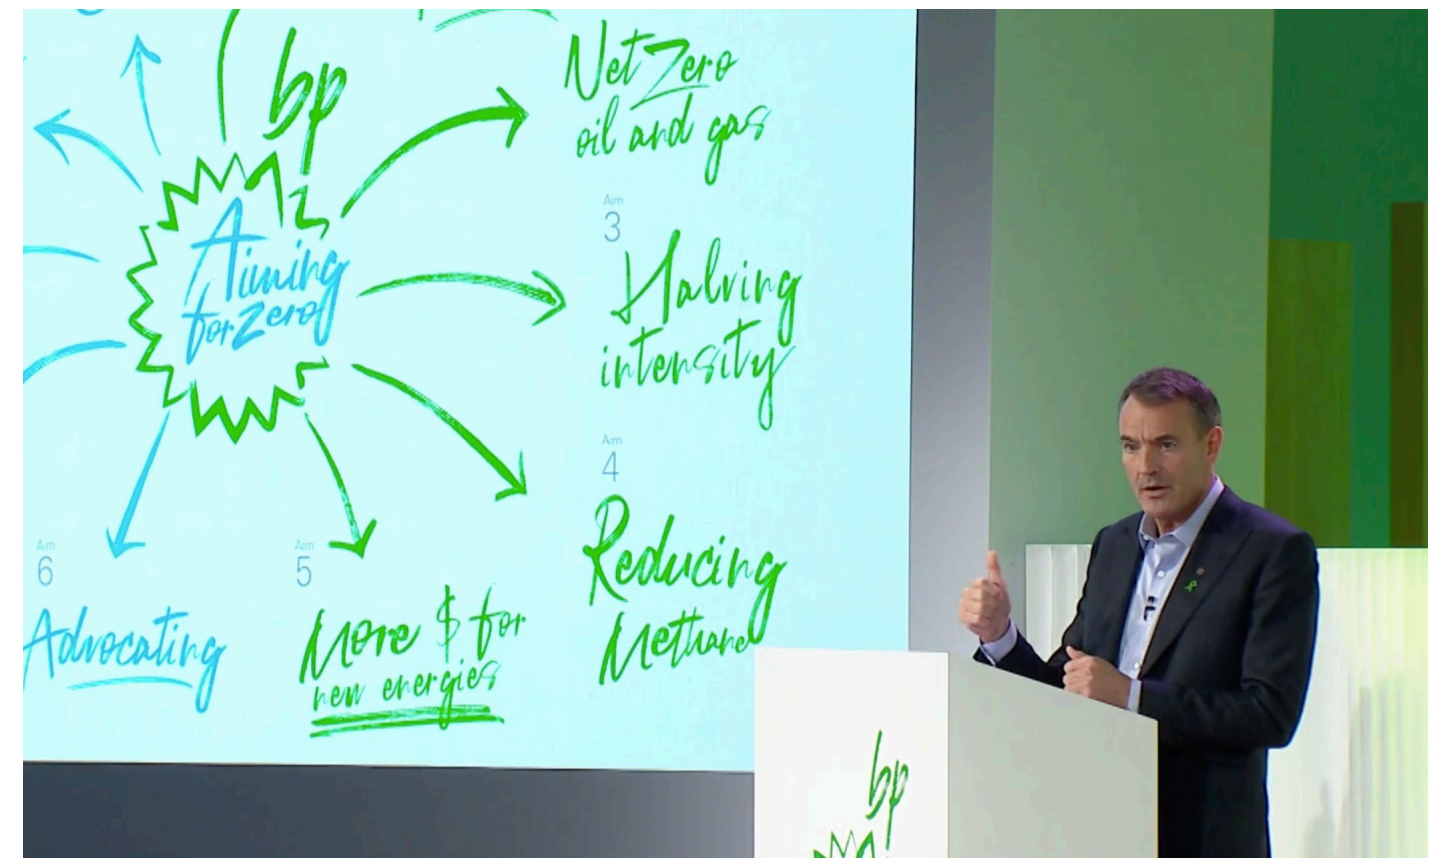 bp
Aiming
for Zero
Net Zero
oil and gas
Aim
3
Halving
intensity
Aim
4
Reducing
Methane
Aim
5
More $ for
new energies
Aim
6
Advocating
bp